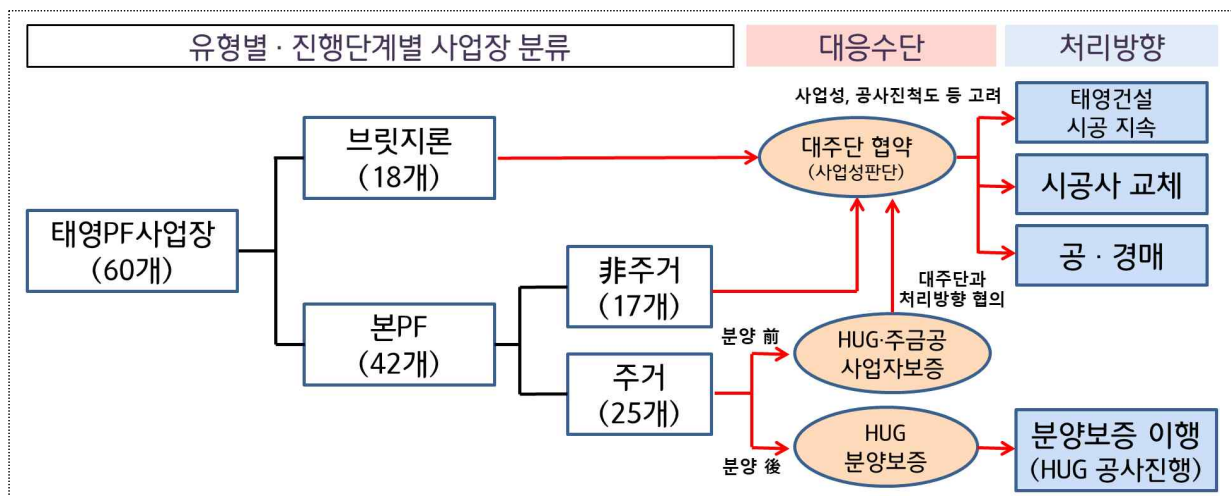 유형별 · 진행단계별 사업장 분류
대응수단
처리방향
사업성, 공사진척도 등 고려
브릿지론
(18개)
대주단 협약
(사업성판단)
태영건설
시공 지속
시공사 교체
공 · 경매
태영PF사업장
(60개)
非주거
(17개)
대주단과
처리방향 협의
본PF
(42개)
분양 前
HUG·주금공
사업자보증
주거
(25개)
분양 後
HUG
분양보증
분양보증 이행
(HUG 공사진행)